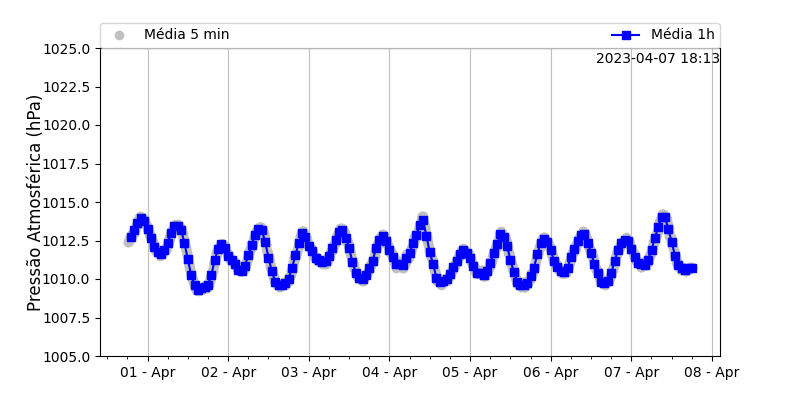 Média 5 min
Média 1h
2023-04-07 18:13
Pressão Atmosférica (hPa)
1025.0
1022.5
1020.0
1017.5
1015.0
1012.5
1010.0
1007.5
1005.0
01 - Apr
02 - Apr
03 - Apr
04 - Apr
05 - Apr
06 - Apr
07 - Apr
08 - Apr